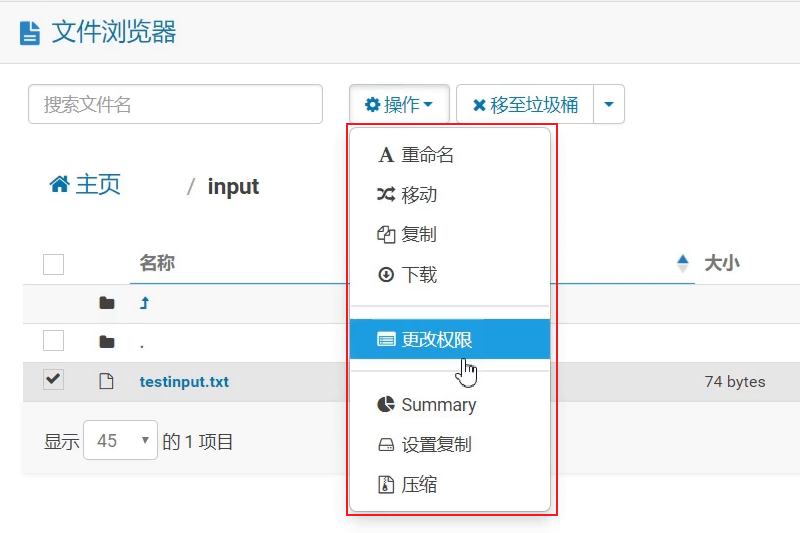 文件浏览器
搜索文件名
操作
移至垃圾桶
主页 / input
重命名
移动
复制
下载
更改权限
Summary
设置复制
压缩
名称 大小
.
testinput.txt 74 bytes
显示 45 的 1 项目